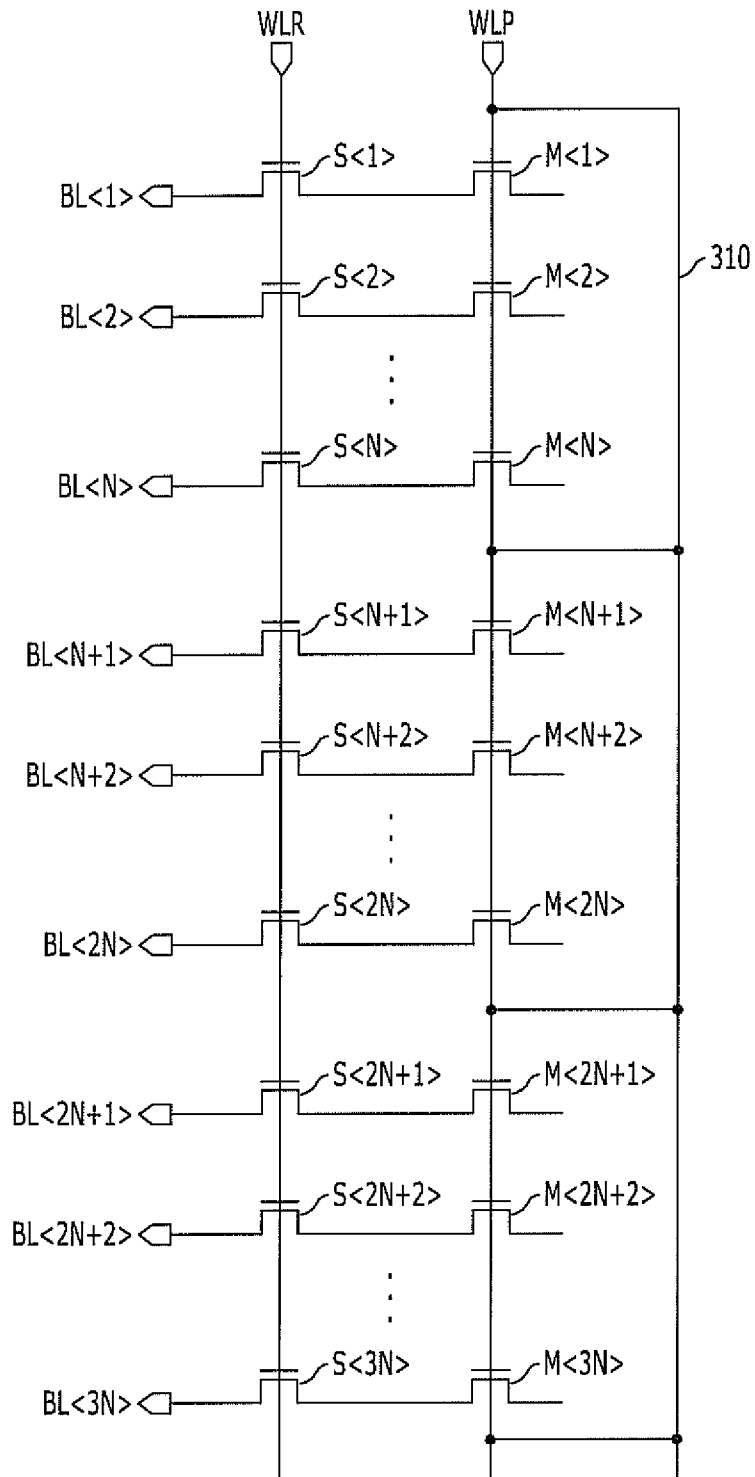 WLR WLP
S<1> M<1>
BL<1>
310
S<2> M<2>
BL<2>
S<N> M<N>
BL<N>
S<N+1> M<N+1>
BL<N+1>
S<N+2> M<N+2>
BL<N+2>
S<2N> M<2N>
BL<2N>
S<2N+1> M<2N+1>
BL<2N+1>
S<2N+2> M<2N+2>
BL<2N+2>
S<3N> M<3N>
BL<3N>